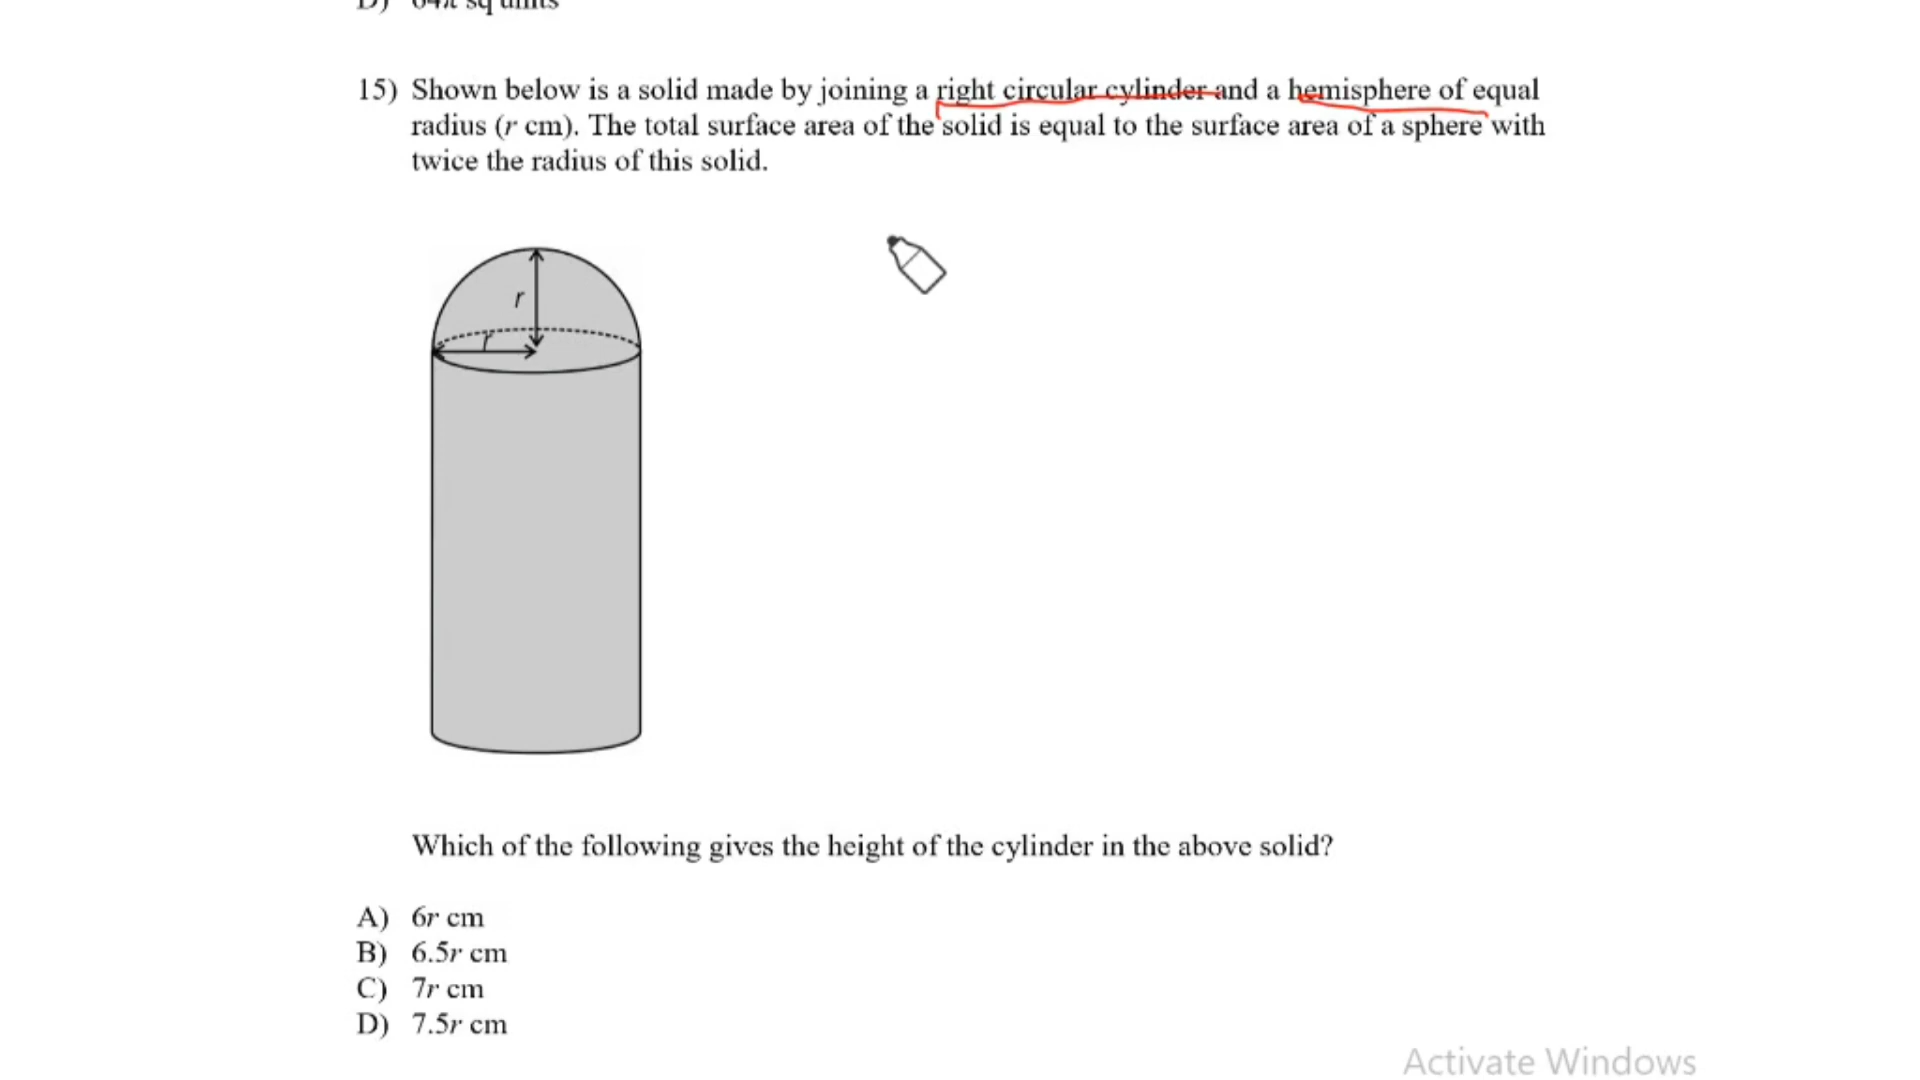 D) 64π sq units
15) Shown below is a solid made by joining a right circular cylinder and a hemisphere of equal
radius (r cm). The total surface area of the solid is equal to the surface area of a sphere with
twice the radius of this solid.
r
r
Which of the following gives the height of the cylinder in the above solid?
A) 6r cm
B) 6.5r cm
C) 7r cm
D) 7.5r cm
Activate Windows